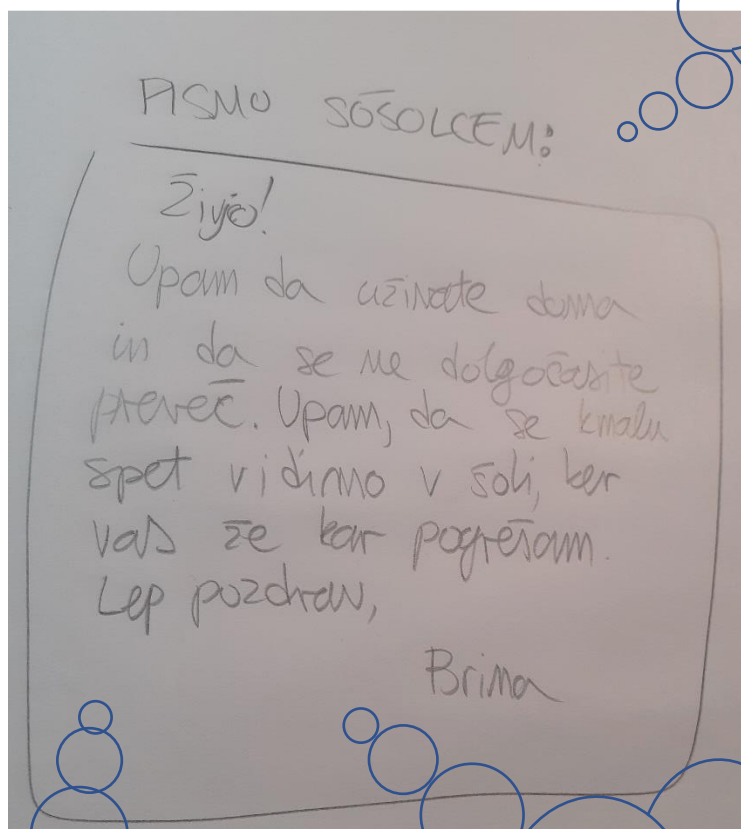 PISMO SOŠOLCEM:
Živjo!
Upam da uživate doma
in da se ne dolgočasite
preveč. Upam, da se kmalu
spet vidimo v šoli, ker
vas že kar pogrešam.
Lep pozdrav,
Brina